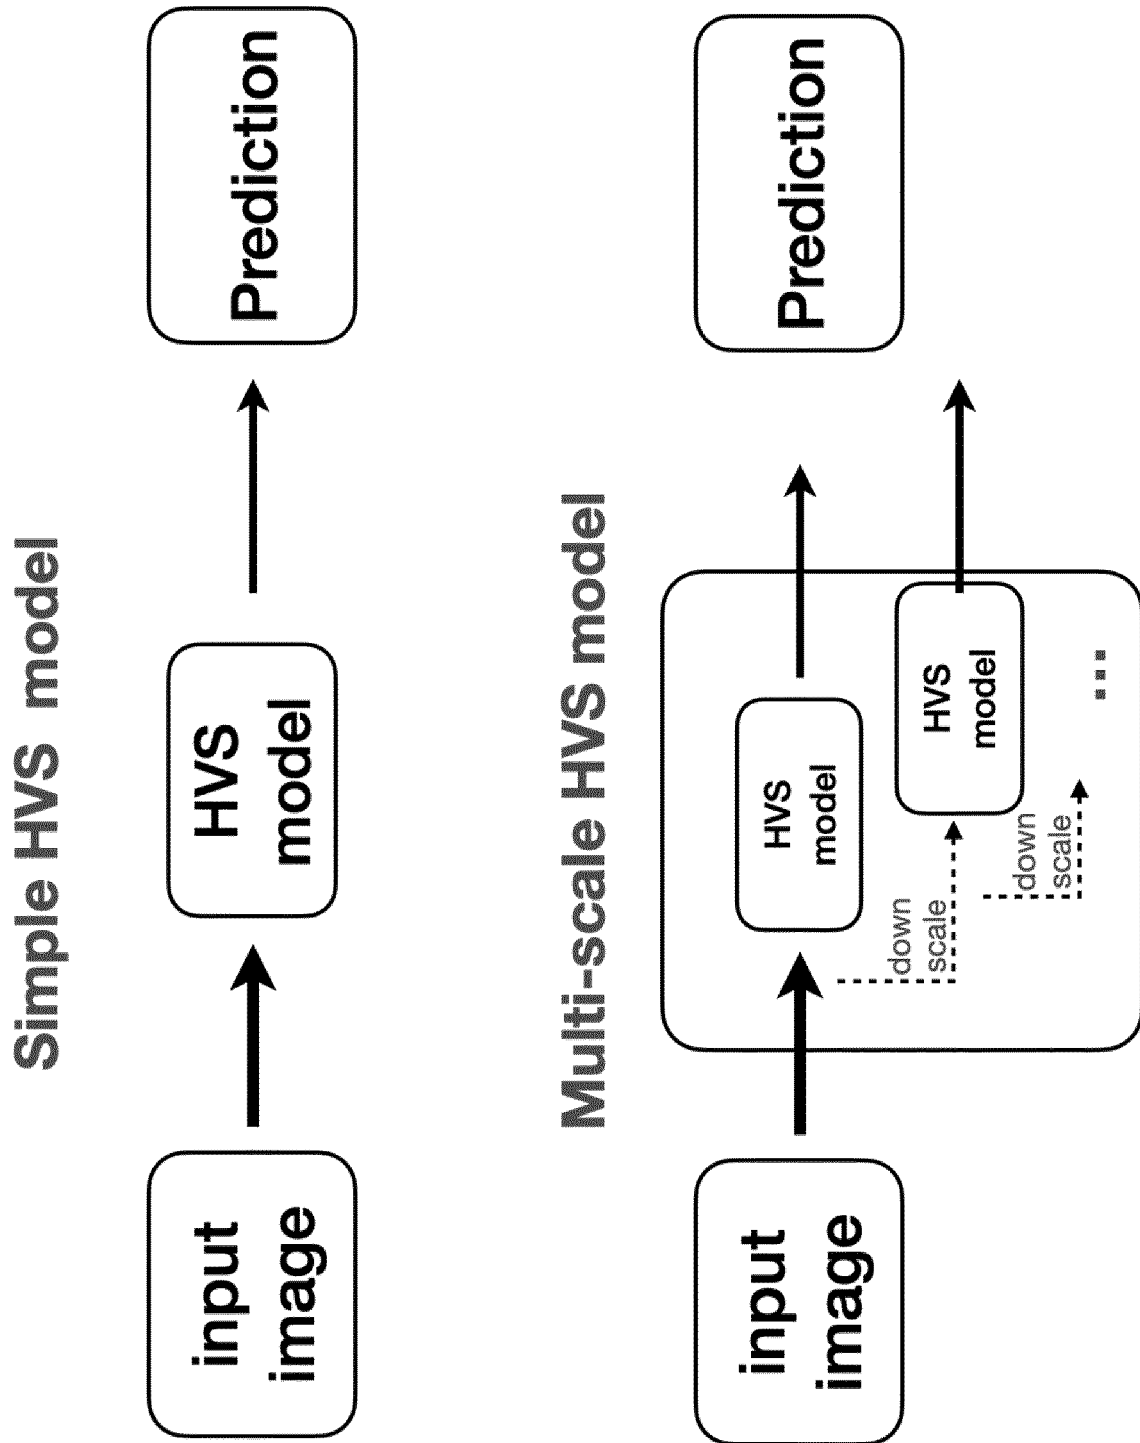 Simple HVS model
input
image
HVS
model
Prediction
Multi-scale HVS model
input
image
HVS
model
down
scale
HVS
model
down
scale
...
Prediction